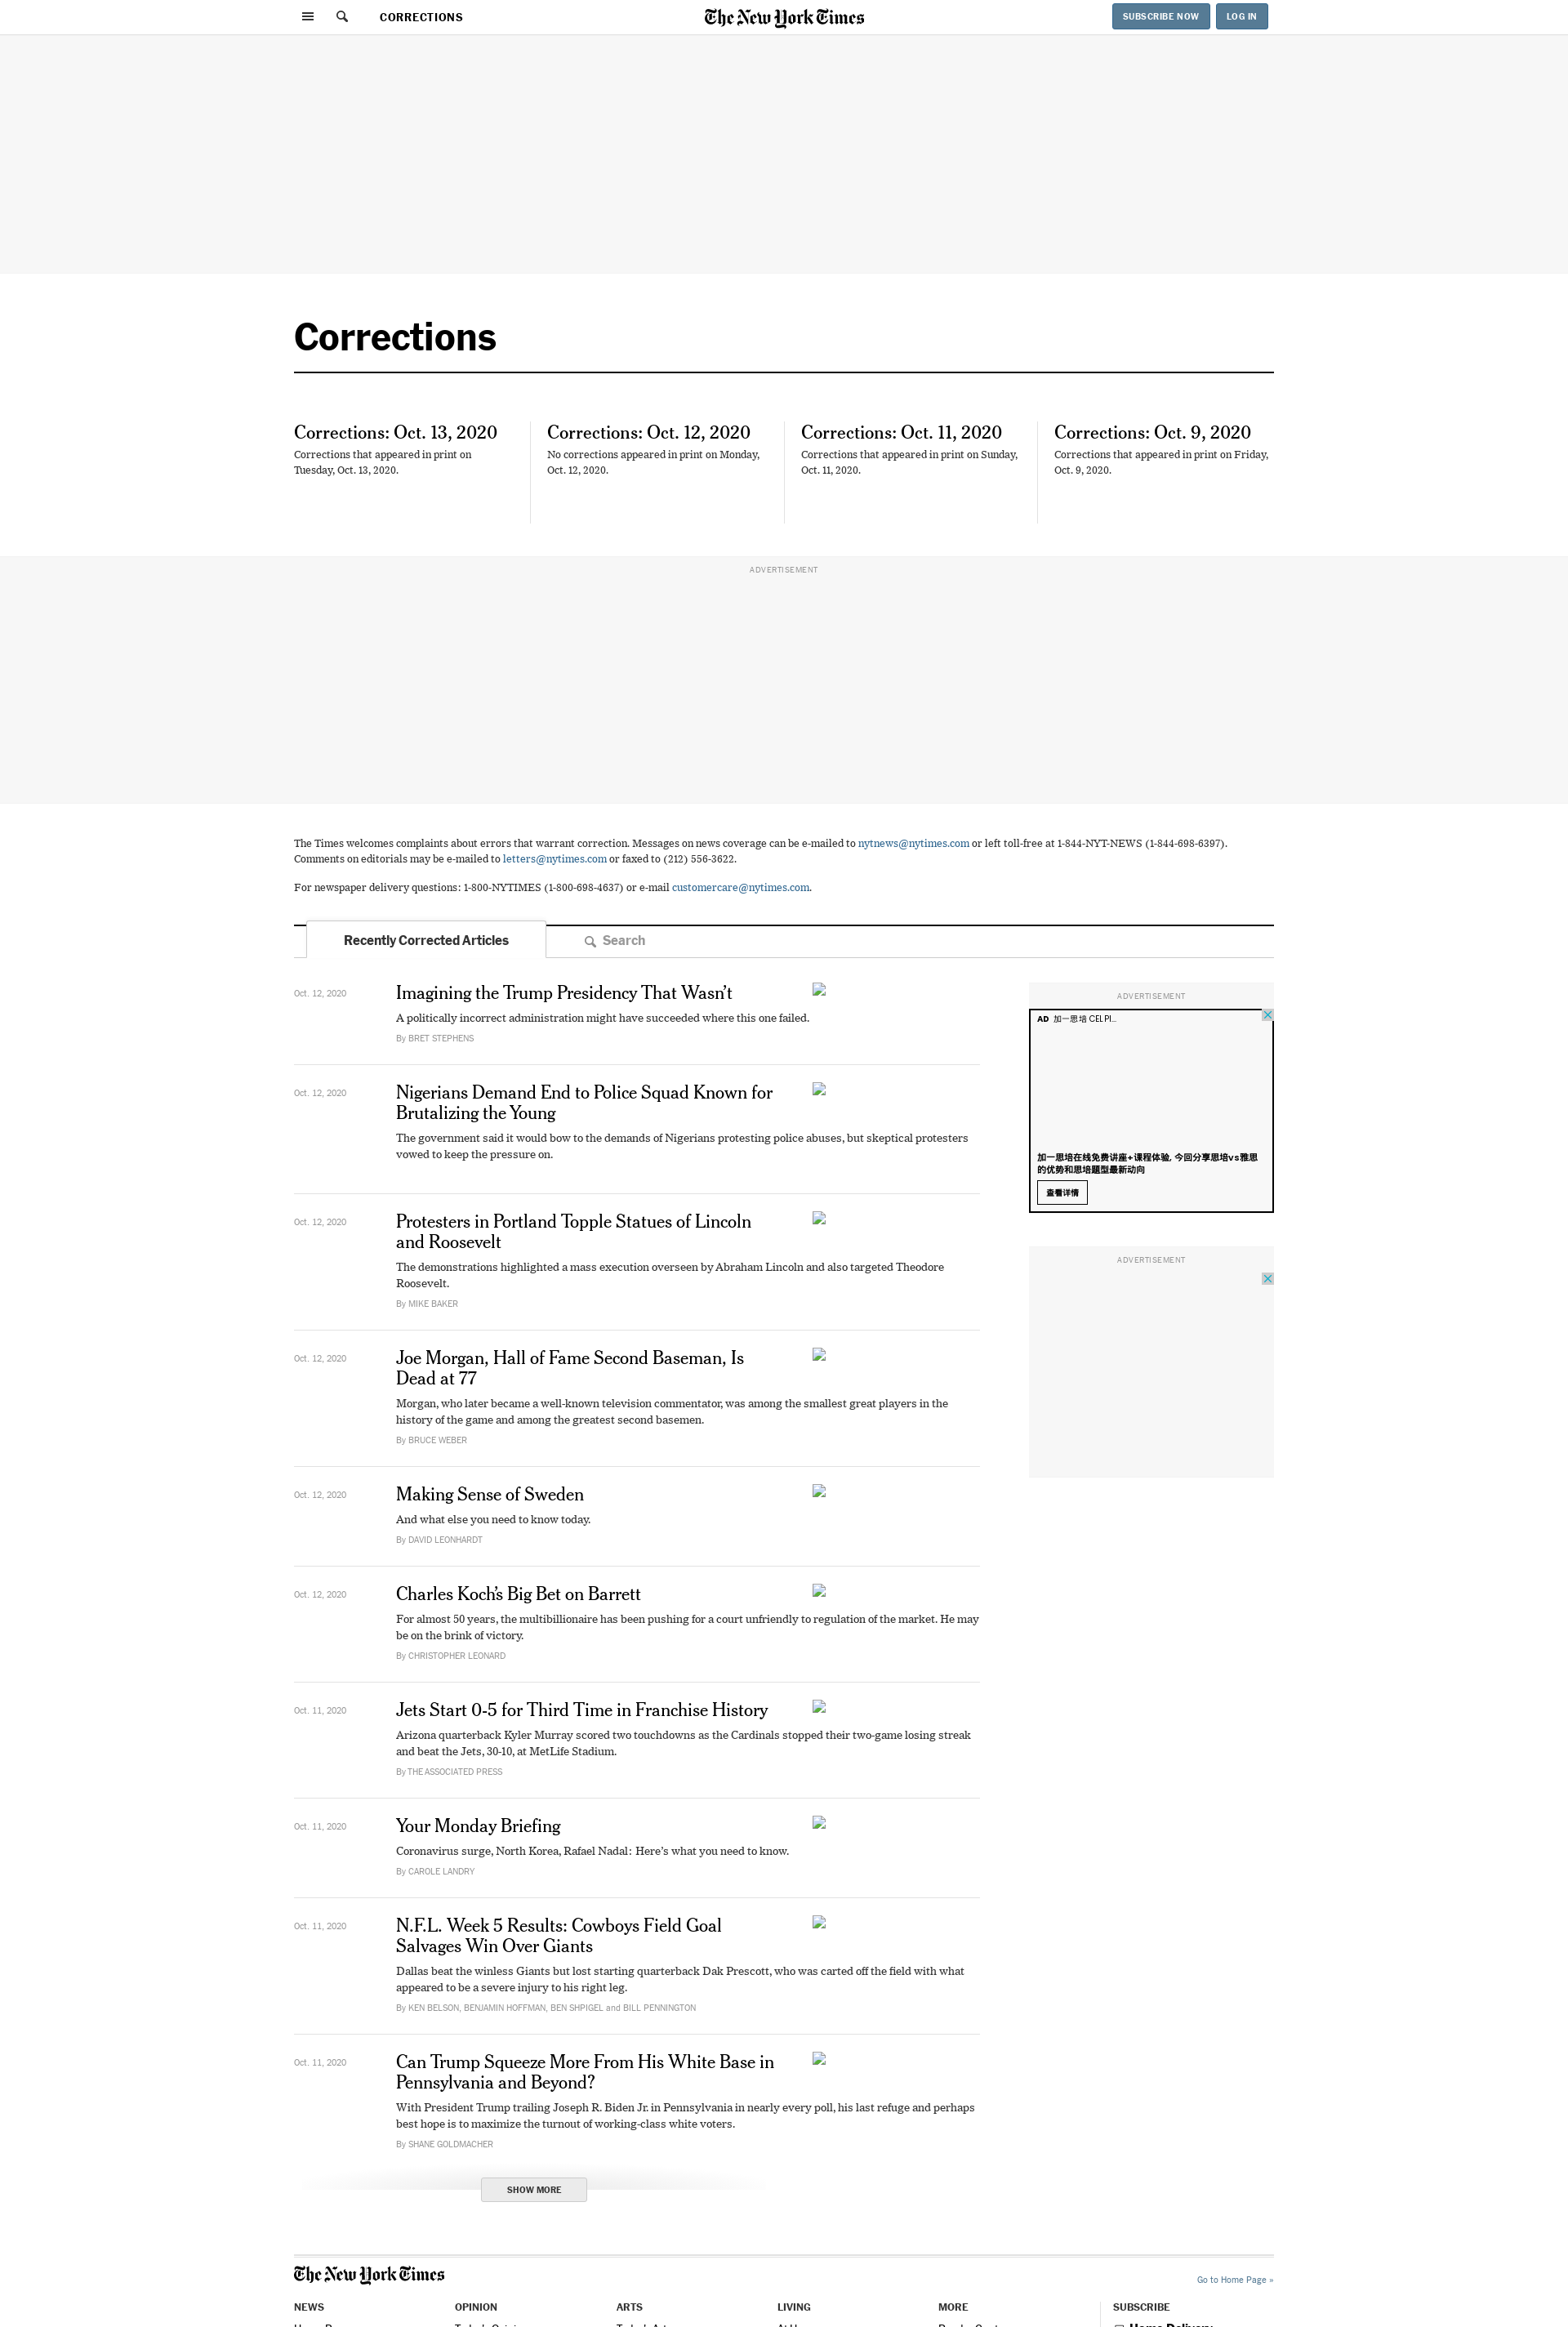 CORRECTIONS
The New York Times
SUBSCRIBE NOW
LOG IN
Corrections
Corrections: Oct. 13, 2020
Corrections that appeared in print on
Tuesday, Oct. 13, 2020.
Corrections: Oct. 12, 2020
No corrections appeared in print on Monday,
Oct. 12, 2020.
Corrections: Oct. 11, 2020
Corrections that appeared in print on Sunday,
Oct. 11, 2020.
Corrections: Oct. 9, 2020
Corrections that appeared in print on Friday,
Oct. 9, 2020.
ADVERTISEMENT
The Times welcomes complaints about errors that warrant correction. Messages on news coverage can be e-mailed to nytnews@nytimes.com or left toll-free at 1-844-NYT-NEWS (1-844-698-6397).
Comments on editorials may be e-mailed to letters@nytimes.com or faxed to (212) 556-3622.
For newspaper delivery questions: 1-800-NYTIMES (1-800-698-4637) or e-mail customercare@nytimes.com.
Recently Corrected Articles
Search
Oct. 12, 2020
Imagining the Trump Presidency That Wasn’t
A politically incorrect administration might have succeeded where this one failed.
By BRET STEPHENS
Oct. 12, 2020
Nigerians Demand End to Police Squad Known for
Brutalizing the Young
The government said it would bow to the demands of Nigerians protesting police abuses, but skeptical protesters
vowed to keep the pressure on.
Oct. 12, 2020
Protesters in Portland Topple Statues of Lincoln
and Roosevelt
The demonstrations highlighted a mass execution overseen by Abraham Lincoln and also targeted Theodore
Roosevelt.
By MIKE BAKER
Oct. 12, 2020
Joe Morgan, Hall of Fame Second Baseman, Is
Dead at 77
Morgan, who later became a well-known television commentator, was among the smallest great players in the
history of the game and among the greatest second basemen.
By BRUCE WEBER
Oct. 12, 2020
Making Sense of Sweden
And what else you need to know today.
By DAVID LEONHARDT
Oct. 12, 2020
Charles Koch’s Big Bet on Barrett
For almost 50 years, the multibillionaire has been pushing for a court unfriendly to regulation of the market. He may
be on the brink of victory.
By CHRISTOPHER LEONARD
Oct. 11, 2020
Jets Start 0-5 for Third Time in Franchise History
Arizona quarterback Kyler Murray scored two touchdowns as the Cardinals stopped their two-game losing streak
and beat the Jets, 30-10, at MetLife Stadium.
By THE ASSOCIATED PRESS
Oct. 11, 2020
Your Monday Briefing
Coronavirus surge, North Korea, Rafael Nadal: Here’s what you need to know.
By CAROLE LANDRY
Oct. 11, 2020
N.F.L. Week 5 Results: Cowboys Field Goal
Salvages Win Over Giants
Dallas beat the winless Giants but lost starting quarterback Dak Prescott, who was carted off the field with what
appeared to be a severe injury to his right leg.
By KEN BELSON, BENJAMIN HOFFMAN, BEN SHPIGEL and BILL PENNINGTON
Oct. 11, 2020
Can Trump Squeeze More From His White Base in
Pennsylvania and Beyond?
With President Trump trailing Joseph R. Biden Jr. in Pennsylvania in nearly every poll, his last refuge and perhaps
best hope is to maximize the turnout of working-class white voters.
By SHANE GOLDMACHER
SHOW MORE
ADVERTISEMENT
AD 加一思培 CELPI...
加一思培在线免费讲座+课程体验, 今回分享思培vs雅思
的优势和思培题型最新动向
查看详情
ADVERTISEMENT
The New York Times
Go to Home Page »
NEWS
OPINION
ARTS
LIVING
MORE
SUBSCRIBE
Home Delivery